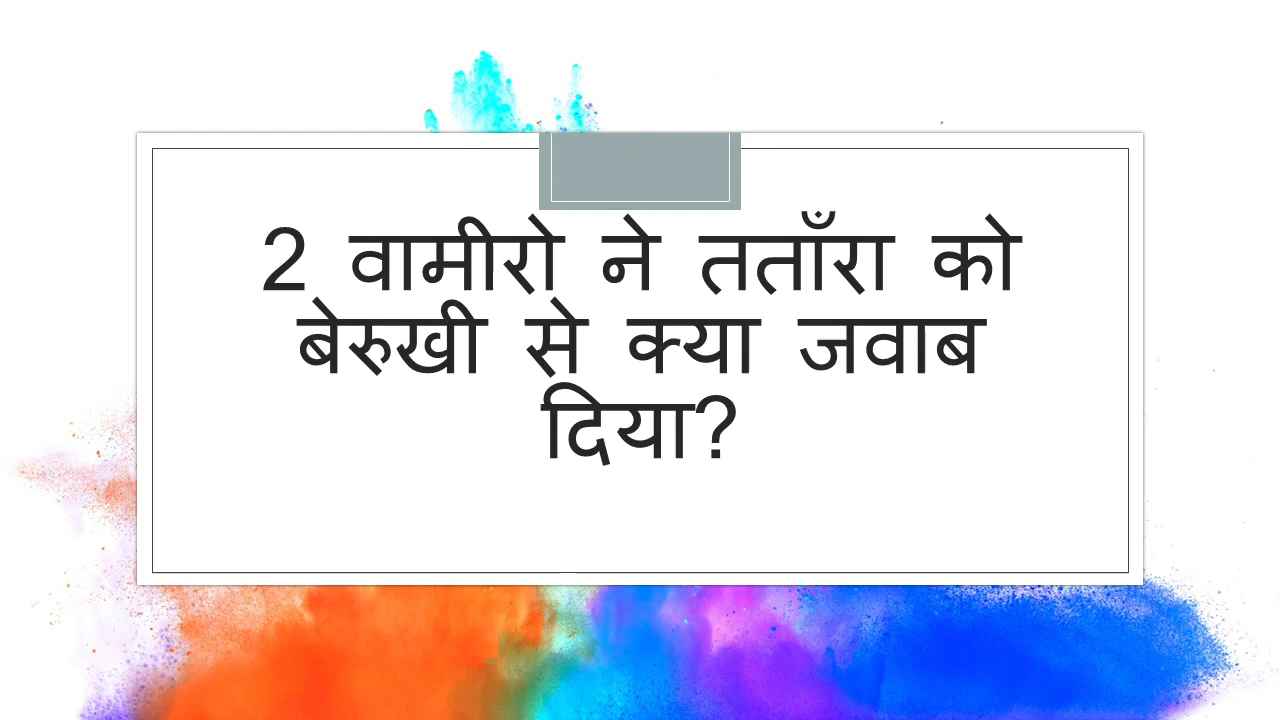 2 वामीरो ने तताँरा को
बेरुखी से क्या जवाब
दिया?